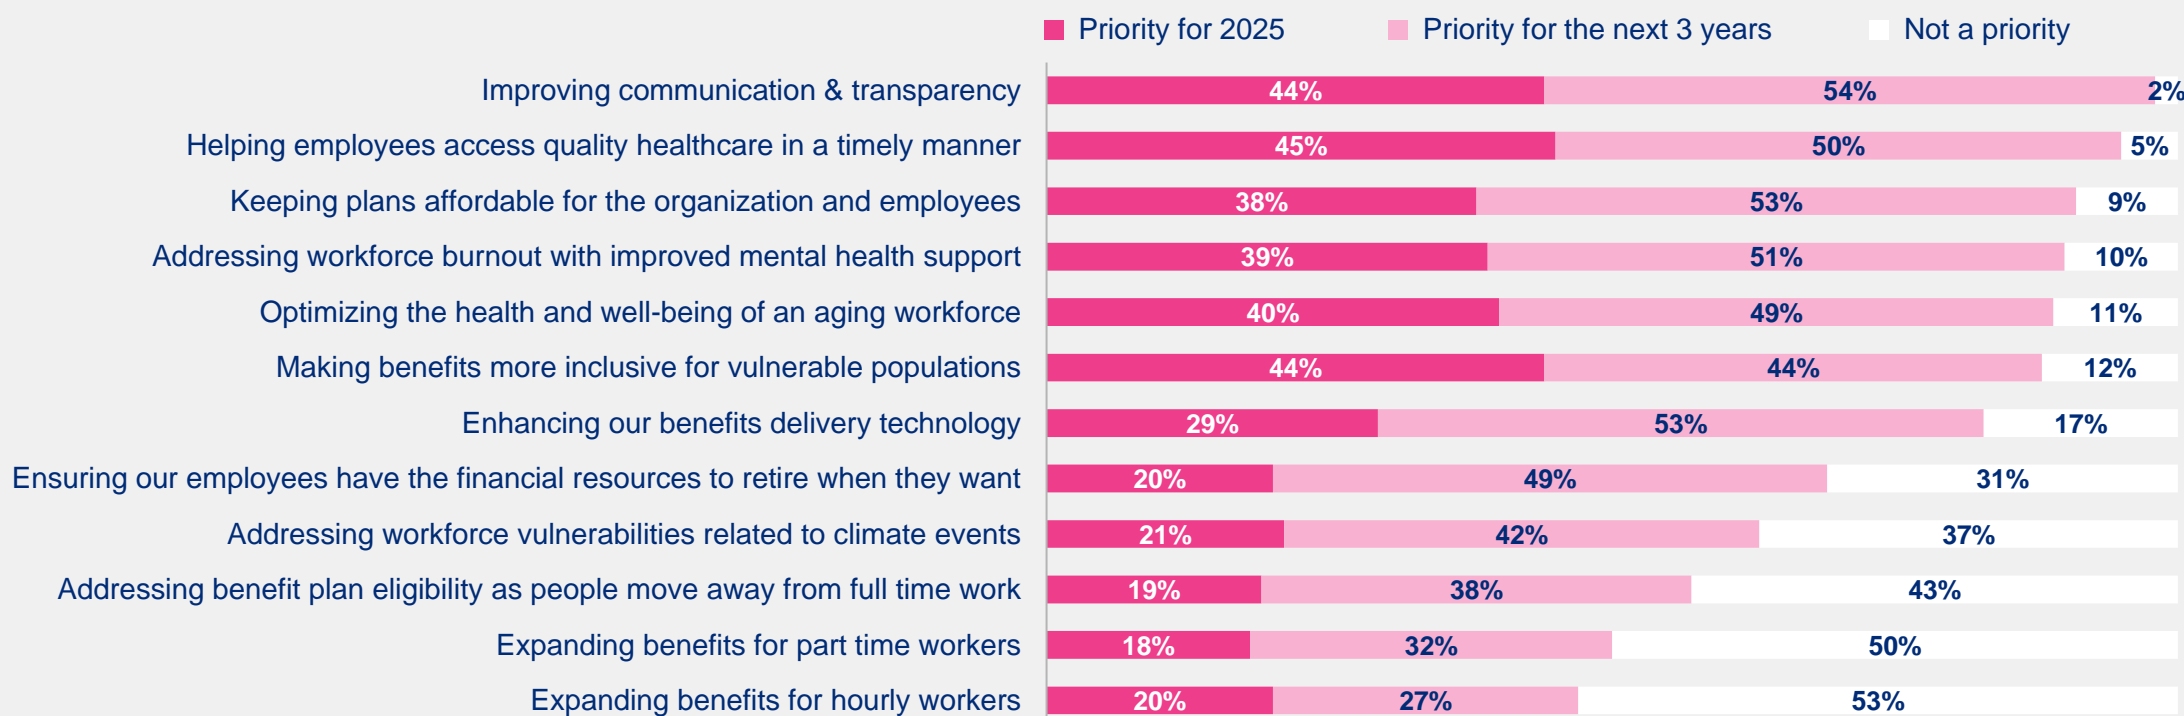 Priority for 2025 Priority for the next 3 years Not a priority
Improving communication & transparency 44% 54% 2%
Helping employees access quality healthcare in a timely manner 45% 50% 5%
Keeping plans affordable for the organization and employees 38% 53% 9%
Addressing workforce burnout with improved mental health support 39% 51% 10%
Optimizing the health and well-being of an aging workforce 40% 49% 11%
Making benefits more inclusive for vulnerable populations 44% 44% 12%
Enhancing our benefits delivery technology 29% 53% 17%
Ensuring our employees have the financial resources to retire when they want 20% 49% 31%
Addressing workforce vulnerabilities related to climate events 21% 42% 37%
Addressing benefit plan eligibility as people move away from full time work 19% 38% 43%
Expanding benefits for part time workers 18% 32% 50%
Expanding benefits for hourly workers 20% 27% 53%